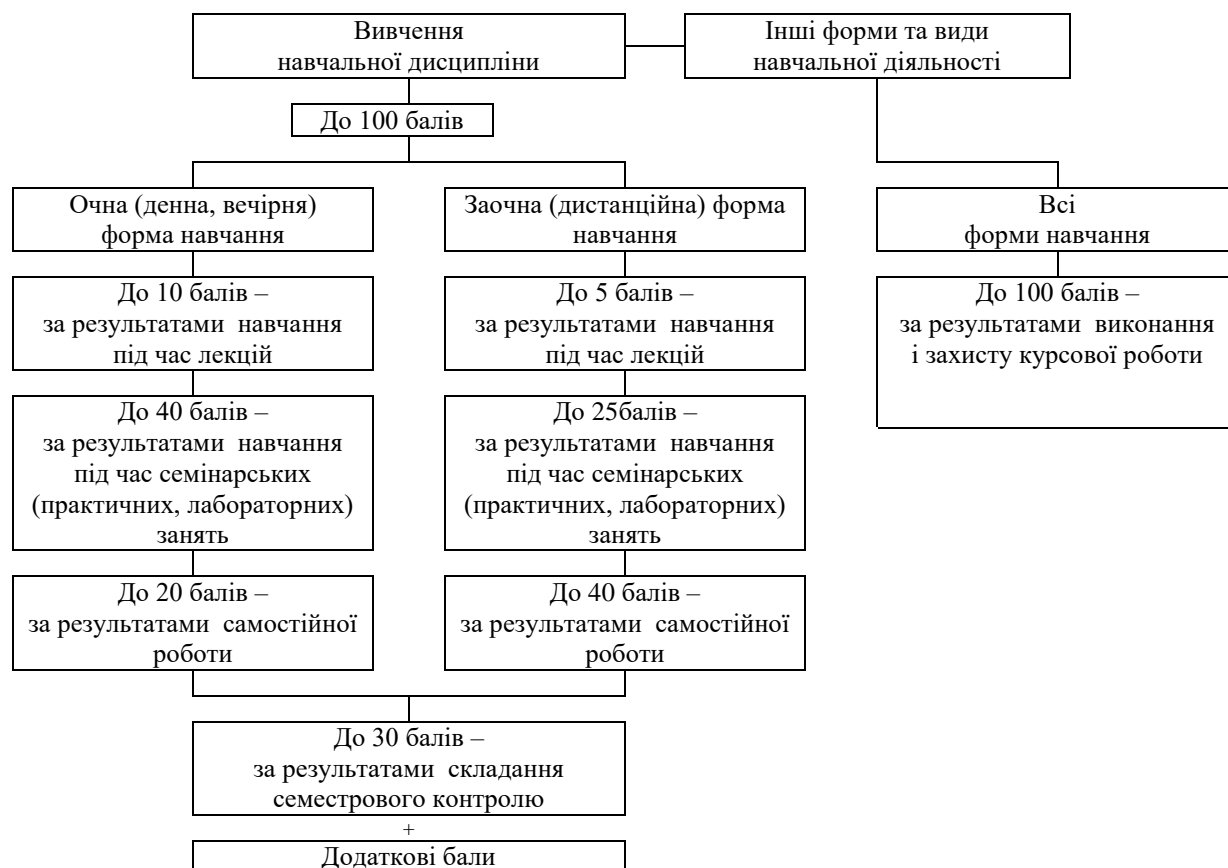 Вивчення
навчальної дисципліни
Інші форми та види
навчальної діяльності
До 100 балів
Очна (денна, вечірня)
форма навчання
Заочна (дистанційна) форма
навчання
Всі
форми навчання
До 10 балів –
за результатами навчання
під час лекцій
До 5 балів –
за результатами навчання
під час лекцій
До 100 балів –
за результатами виконання
і захисту курсової роботи
До 40 балів –
за результатами навчання
під час семінарських
(практичних, лабораторних)
занять
До 25балів –
за результатами навчання
під час семінарських
(практичних, лабораторних)
занять
До 20 балів –
за результатами самостійної
роботи
До 40 балів –
за результатами самостійної
роботи
До 30 балів –
за результатами складання
семестрового контролю
+
Додаткові бали